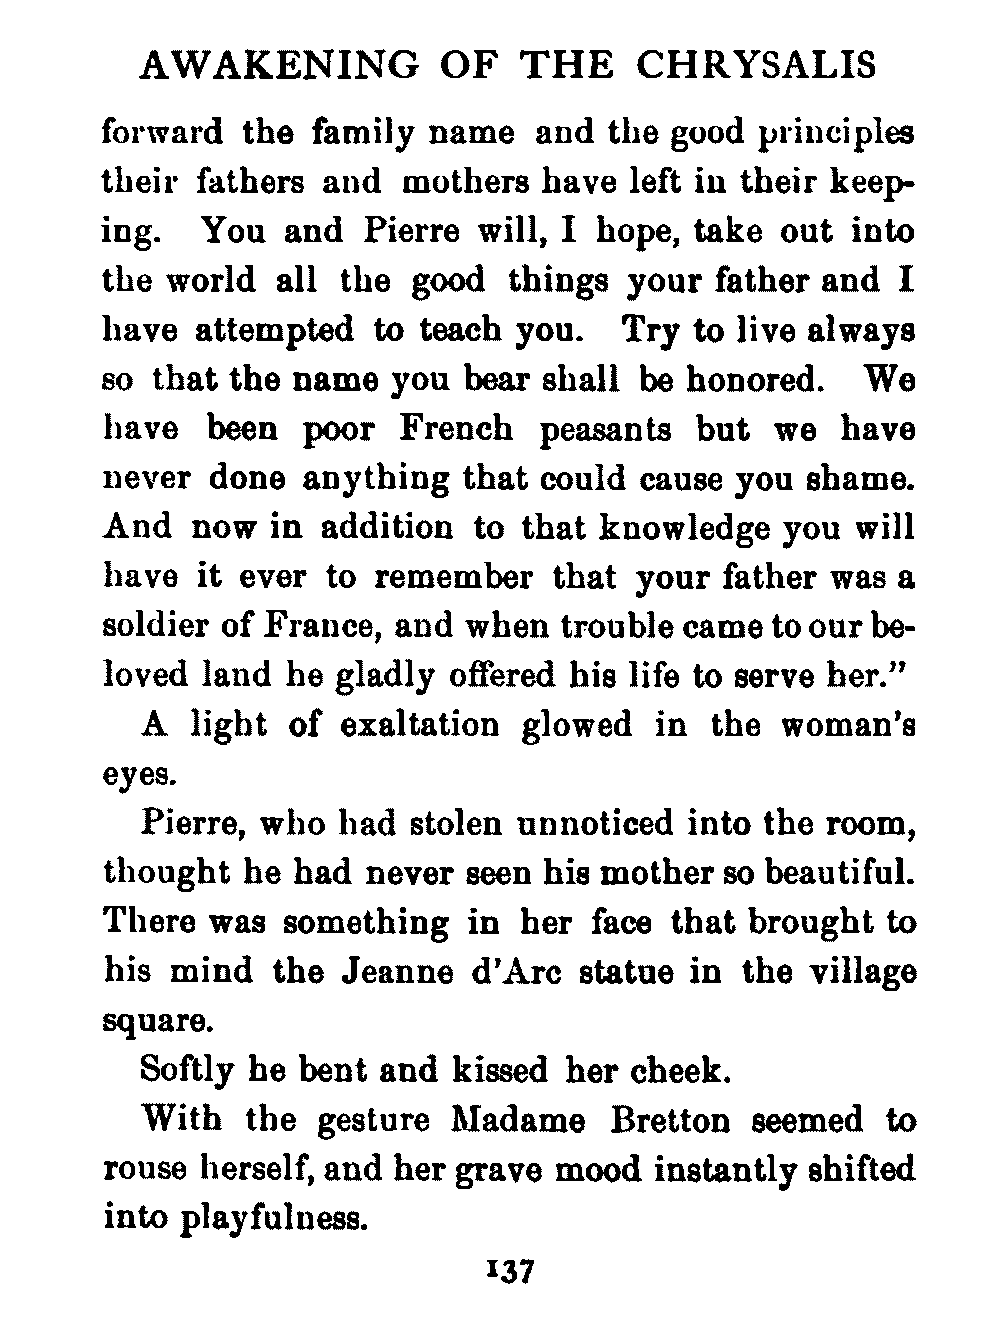 AWAKENING OF THE CHRYSALIS
forward the family name and the good principles
their fathers and mothers have left in their keep-
ing. You and Pierre will, I hope, take out into
the world all the good things your father and I
have attempted to teach you. Try to live always
so that the name you bear shall be honored. We
have been poor French peasants but we have
never done anything that could cause you shame.
And now in addition to that knowledge you will
have it ever to remember that your father was a
soldier of France, and when trouble came to our be-
loved land he gladly offered his life to serve her."
A light of exaltation glowed in the woman's
eyes.
Pierre, who had stolen unnoticed into the room,
thought he had never seen his mother so beautiful.
There was something in her face that brought to
his mind the Jeanne d'Arc statue in the village
square.
Softly he bent and kissed her cheek.
With the gesture Madame Bretton seemed to
rouse herself, and her grave mood instantly shifted
into playfulness.
137